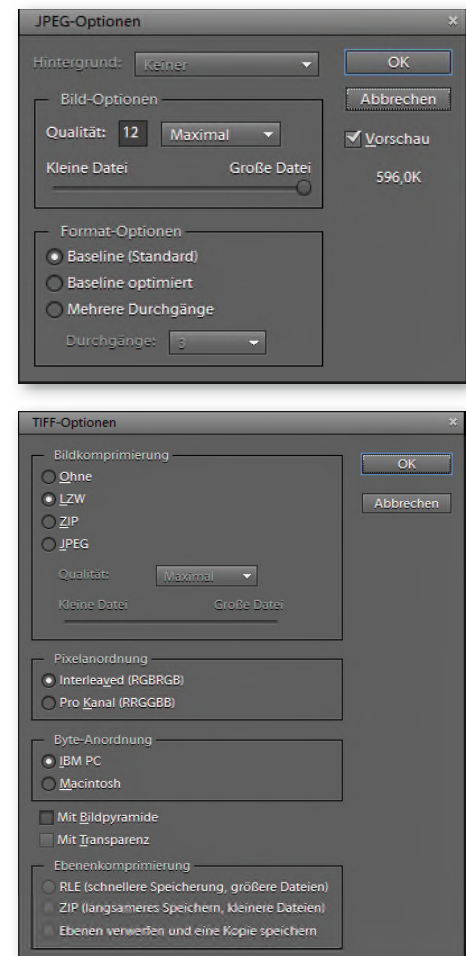 JPEG-Optionen
Hintergrund: Keiner
OK
Bild-Optionen
Abbrechen
Qualität: 12 Maximal
Vorschau
Kleine Datei Große Datei
596,0K
Format-Optionen
Baseline (Standard)
Baseline optimiert
Mehrere Durchgänge
Durchgänge: 3
TIFF-Optionen
Bildkomprimierung
OK
Ohne
LZW
Abbrechen
ZIP
JPEG
Qualität: Maximal
Kleine Datei Große Datei
Pixelanordnung
Interleaved (RGBRGB)
Pro Kanal (RRGGBB)
Byte-Anordnung
IBM PC
Macintosh
Mit Bildpyramide
Mit Transparenz
Ebenenkomprimierung
RLE (schnellere Speicherung, größere Dateien)
ZIP (langsameres Speichern, kleinere Dateien)
Ebenen verwerfen und eine Kopie speichern